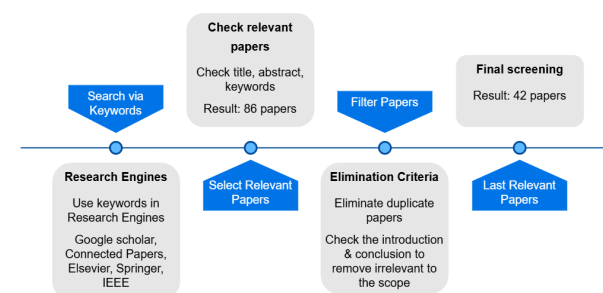 Check relevant
papers
Check title, abstract,
keywords
Result: 86 papers
Final screening
Result: 42 papers
Search via
Keywords
Filter Papers
Research Engines
Use keywords in
Research Engines
Google scholar,
Connected Papers,
Elsevier, Springer,
IEEE
Select Relevant
Papers
Elimination Criteria
Eliminate duplicate
papers
Check the introduction
& conclusion to
remove irrelevant to
the scope
Last Relevant
Papers